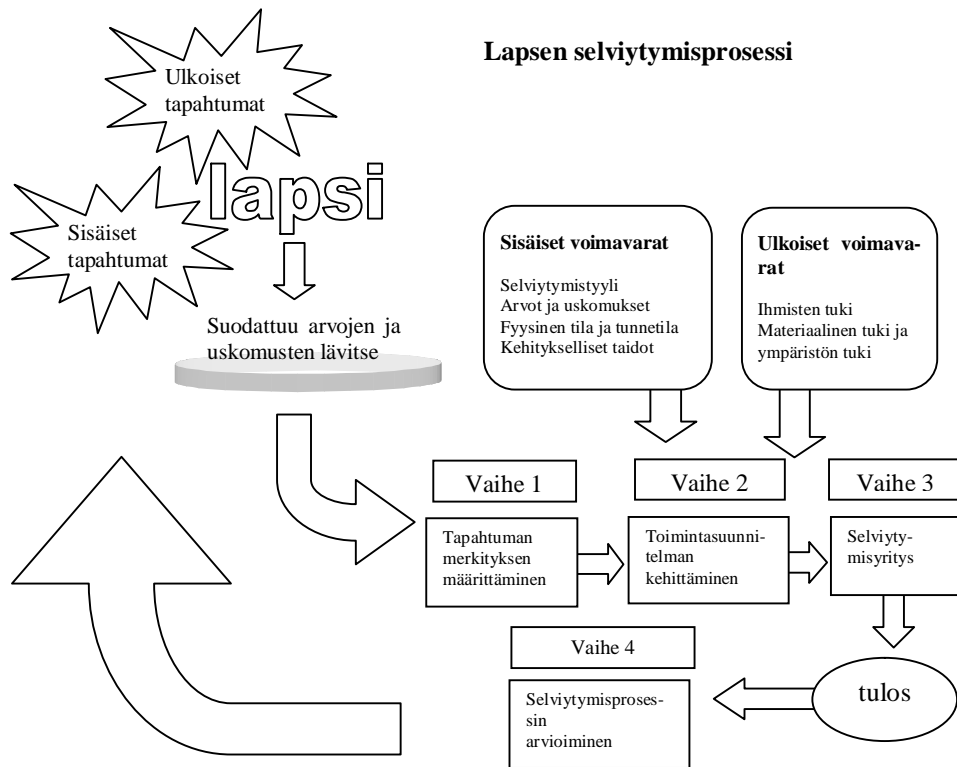 Lapsen selviytymisprosessi
Ulkoiset
tapahtumat
lapsi
Sisäiset
tapahtumat
Suodattuu arvojen ja
uskomusten lävitse
Sisäiset voimavarat
Selviytymistyyli
Arvot ja uskomukset
Fyysinen tila ja tunnetila
Kehitykselliset taidot
Ulkoiset voimava-
rat
Ihmisten tuki
Materiaalinen tuki ja
ympäristön tuki
Vaihe 1
Tapahtuman
merkityksen
määrittäminen
Vaihe 2
Toimintasuunni-
telman
kehittäminen
Vaihe 3
Selviyty-
misyritys
tulos
Vaihe 4
Selviytymisproses-
sin
arvioiminen